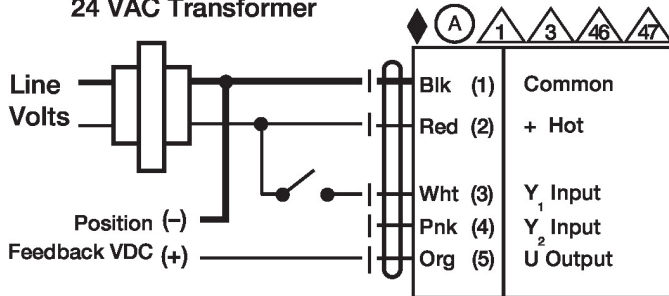 24 VAC Transformer
A 1 3 46 47
Line
Volts
Blk (1) Common
Red (2) + Hot
Wht (3) Y1 Input
Position (–)
Pnk (4) Y2 Input
Feedback VDC (+)
Org (5) U Output